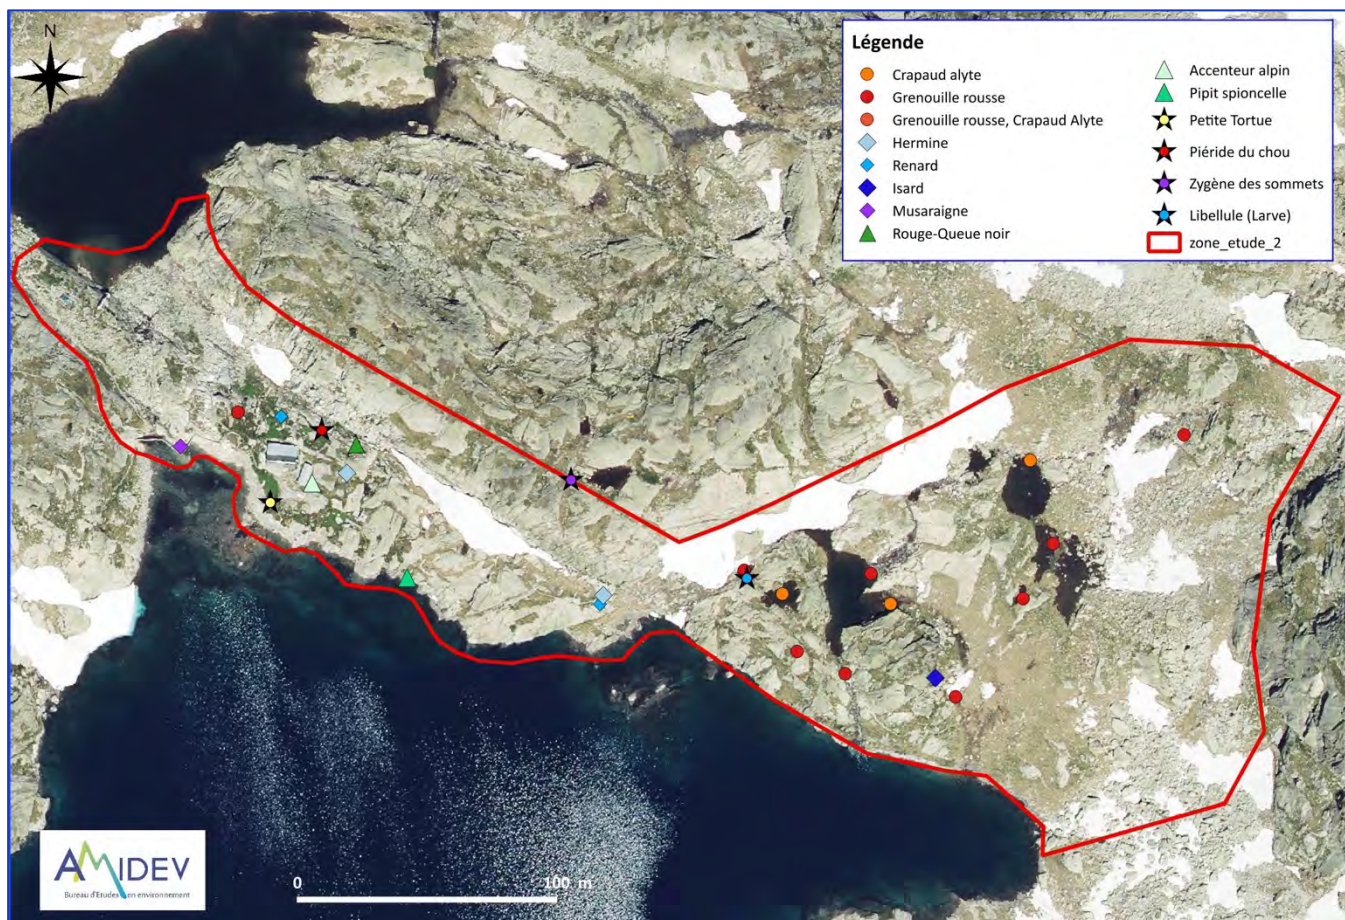 N
Légende
Crapaud alyte
Grenouille rousse
Grenouille rousse, Crapaud Alyte
Hermine
Renard
Isard
Musaraigne
Rouge-Queue noir
Accenteur alpin
Pipit spioncelle
Petite Tortue
Piéride du chou
Zygène des sommets
Libellule (Larve)
zone_etude_2
AMIDEV
Bureau d'Etudes en environnement
0 100 m